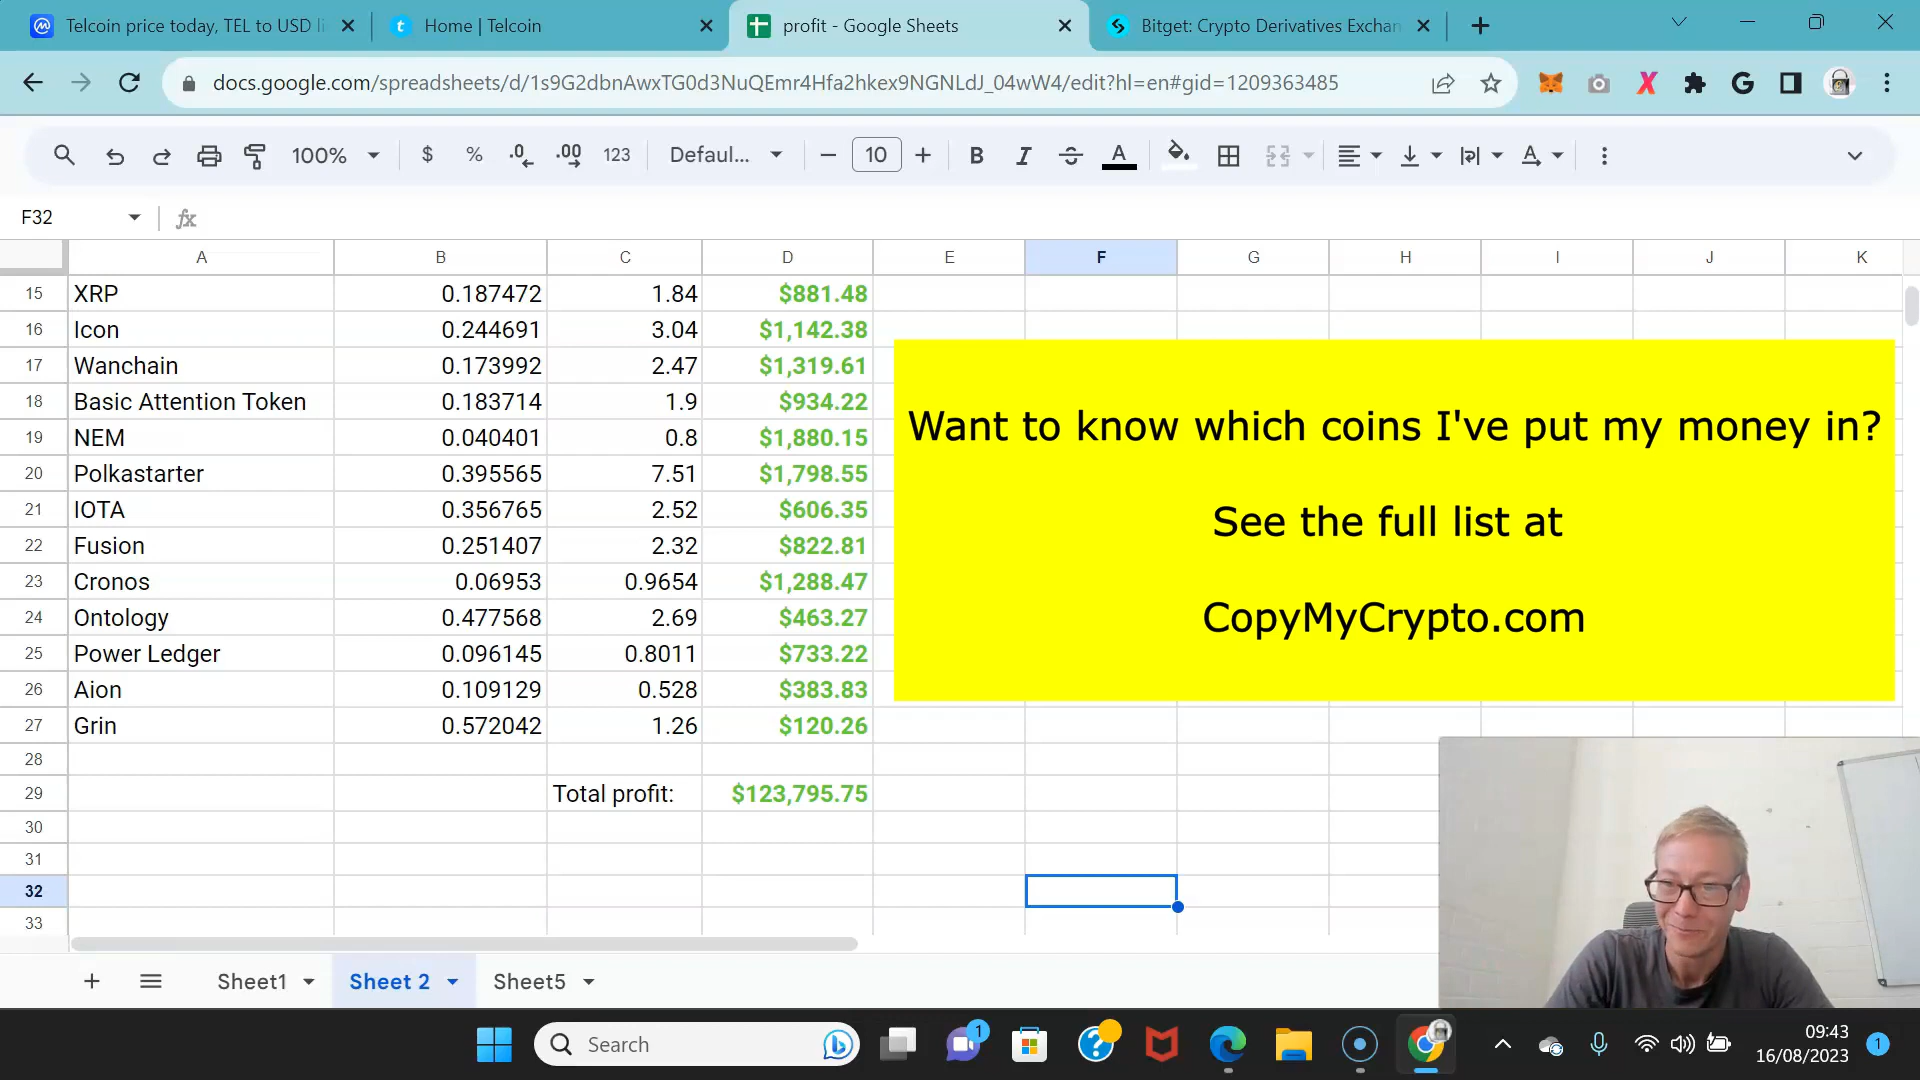 Telcoin price today, TEL to USD li
Home | Telcoin
profit - Google Sheets
Bitget: Crypto Derivatives Exchan
docs.google.com/spreadsheets/d/1s9G2dbnAwxTG0d3NuQEmr4Hfa2hkex9NGNLdJ_04wW4/edit?hl=en#gid=1209363485
100% $ % .0 .00 123 Defaul... 10 B I A
F32 fx
A B C D E F G H I J K
15 XRP 0.187472 1.84 $881.48
16 Icon 0.244691 3.04 $1,142.38
17 Wanchain 0.173992 2.47 $1,319.61
18 Basic Attention Token 0.183714 1.9 $934.22
19 NEM 0.040401 0.8 $1,880.15
20 Polkastarter 0.395565 7.51 $1,798.55
21 IOTA 0.356765 2.52 $606.35
22 Fusion 0.251407 2.32 $822.81
23 Cronos 0.06953 0.9654 $1,288.47
24 Ontology 0.477568 2.69 $463.27
25 Power Ledger 0.096145 0.8011 $733.22
26 Aion 0.109129 0.528 $383.83
27 Grin 0.572042 1.26 $120.26
28
29 Total profit: $123,795.75
30
31
32
33
Want to know which coins I've put my money in?
See the full list at
CopyMyCrypto.com
Sheet1 Sheet 2 Sheet5
Search
1
09:43
16/08/2023
1